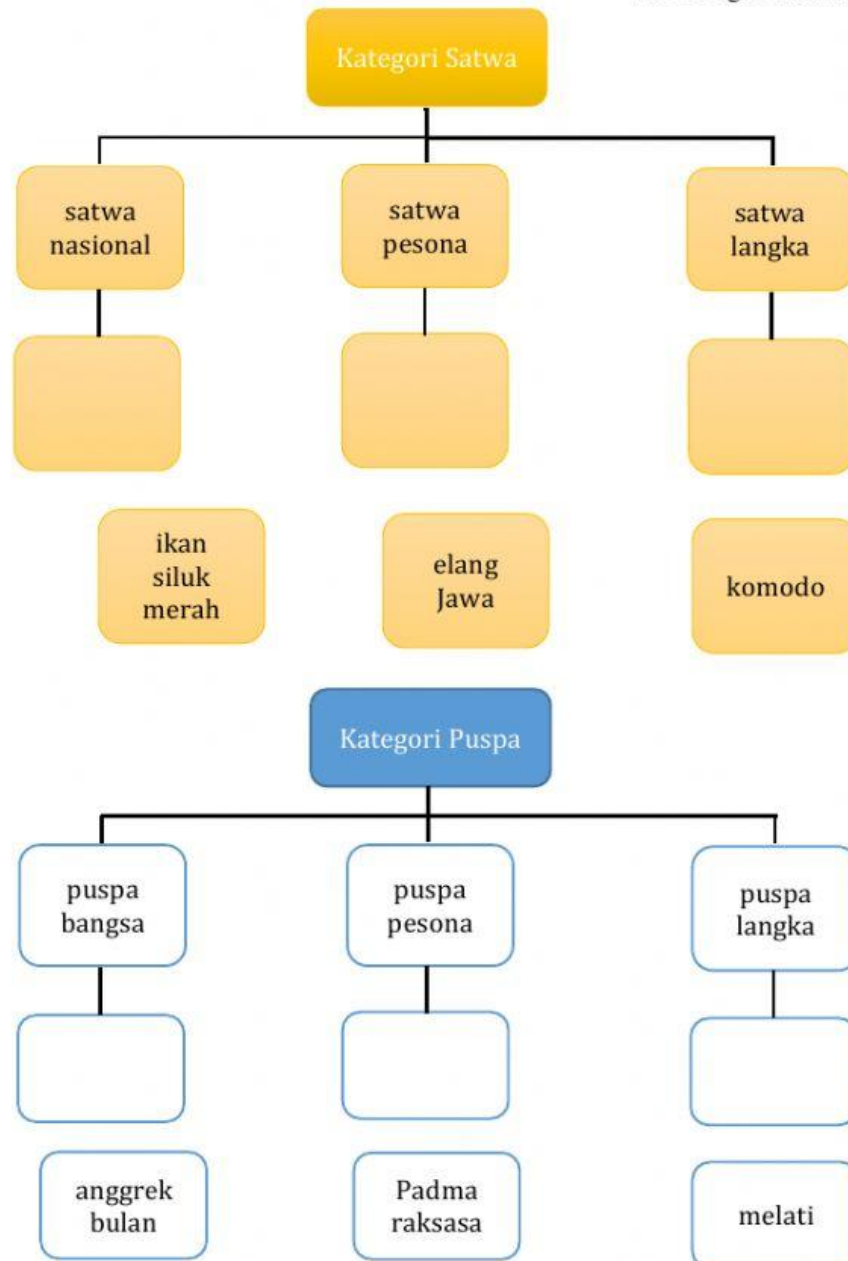 Kategori Satwa
satwa
nasional
satwa
pesona
satwa
langka
ikan
siluk
merah
elang
Jawa
komodo
Kategori Puspa
puspa
bangsa
puspa
pesona
puspa
langka
anggrek
bulan
Padma
raksasa
melati